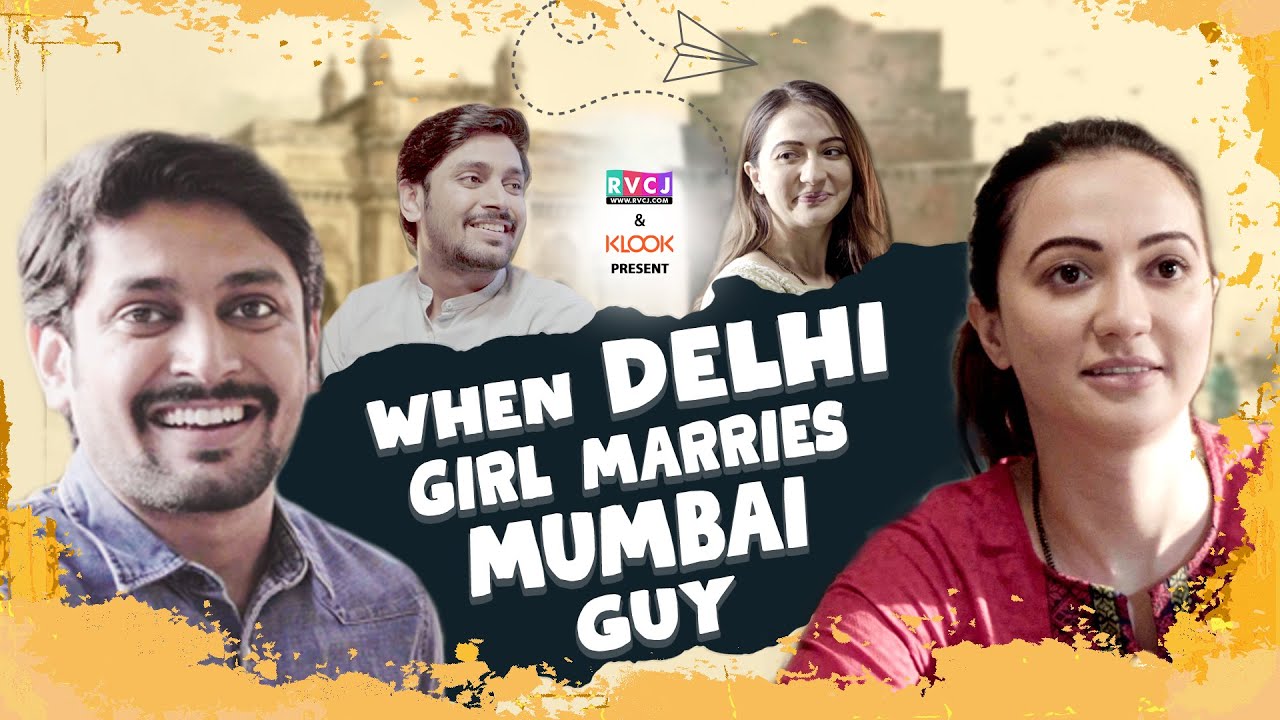 RVCJ
WWW.RVCJ.COM
&
KLOOK
PRESENT
WHEN DELHI
GIRL MARRIES
MUMBAI
GUY